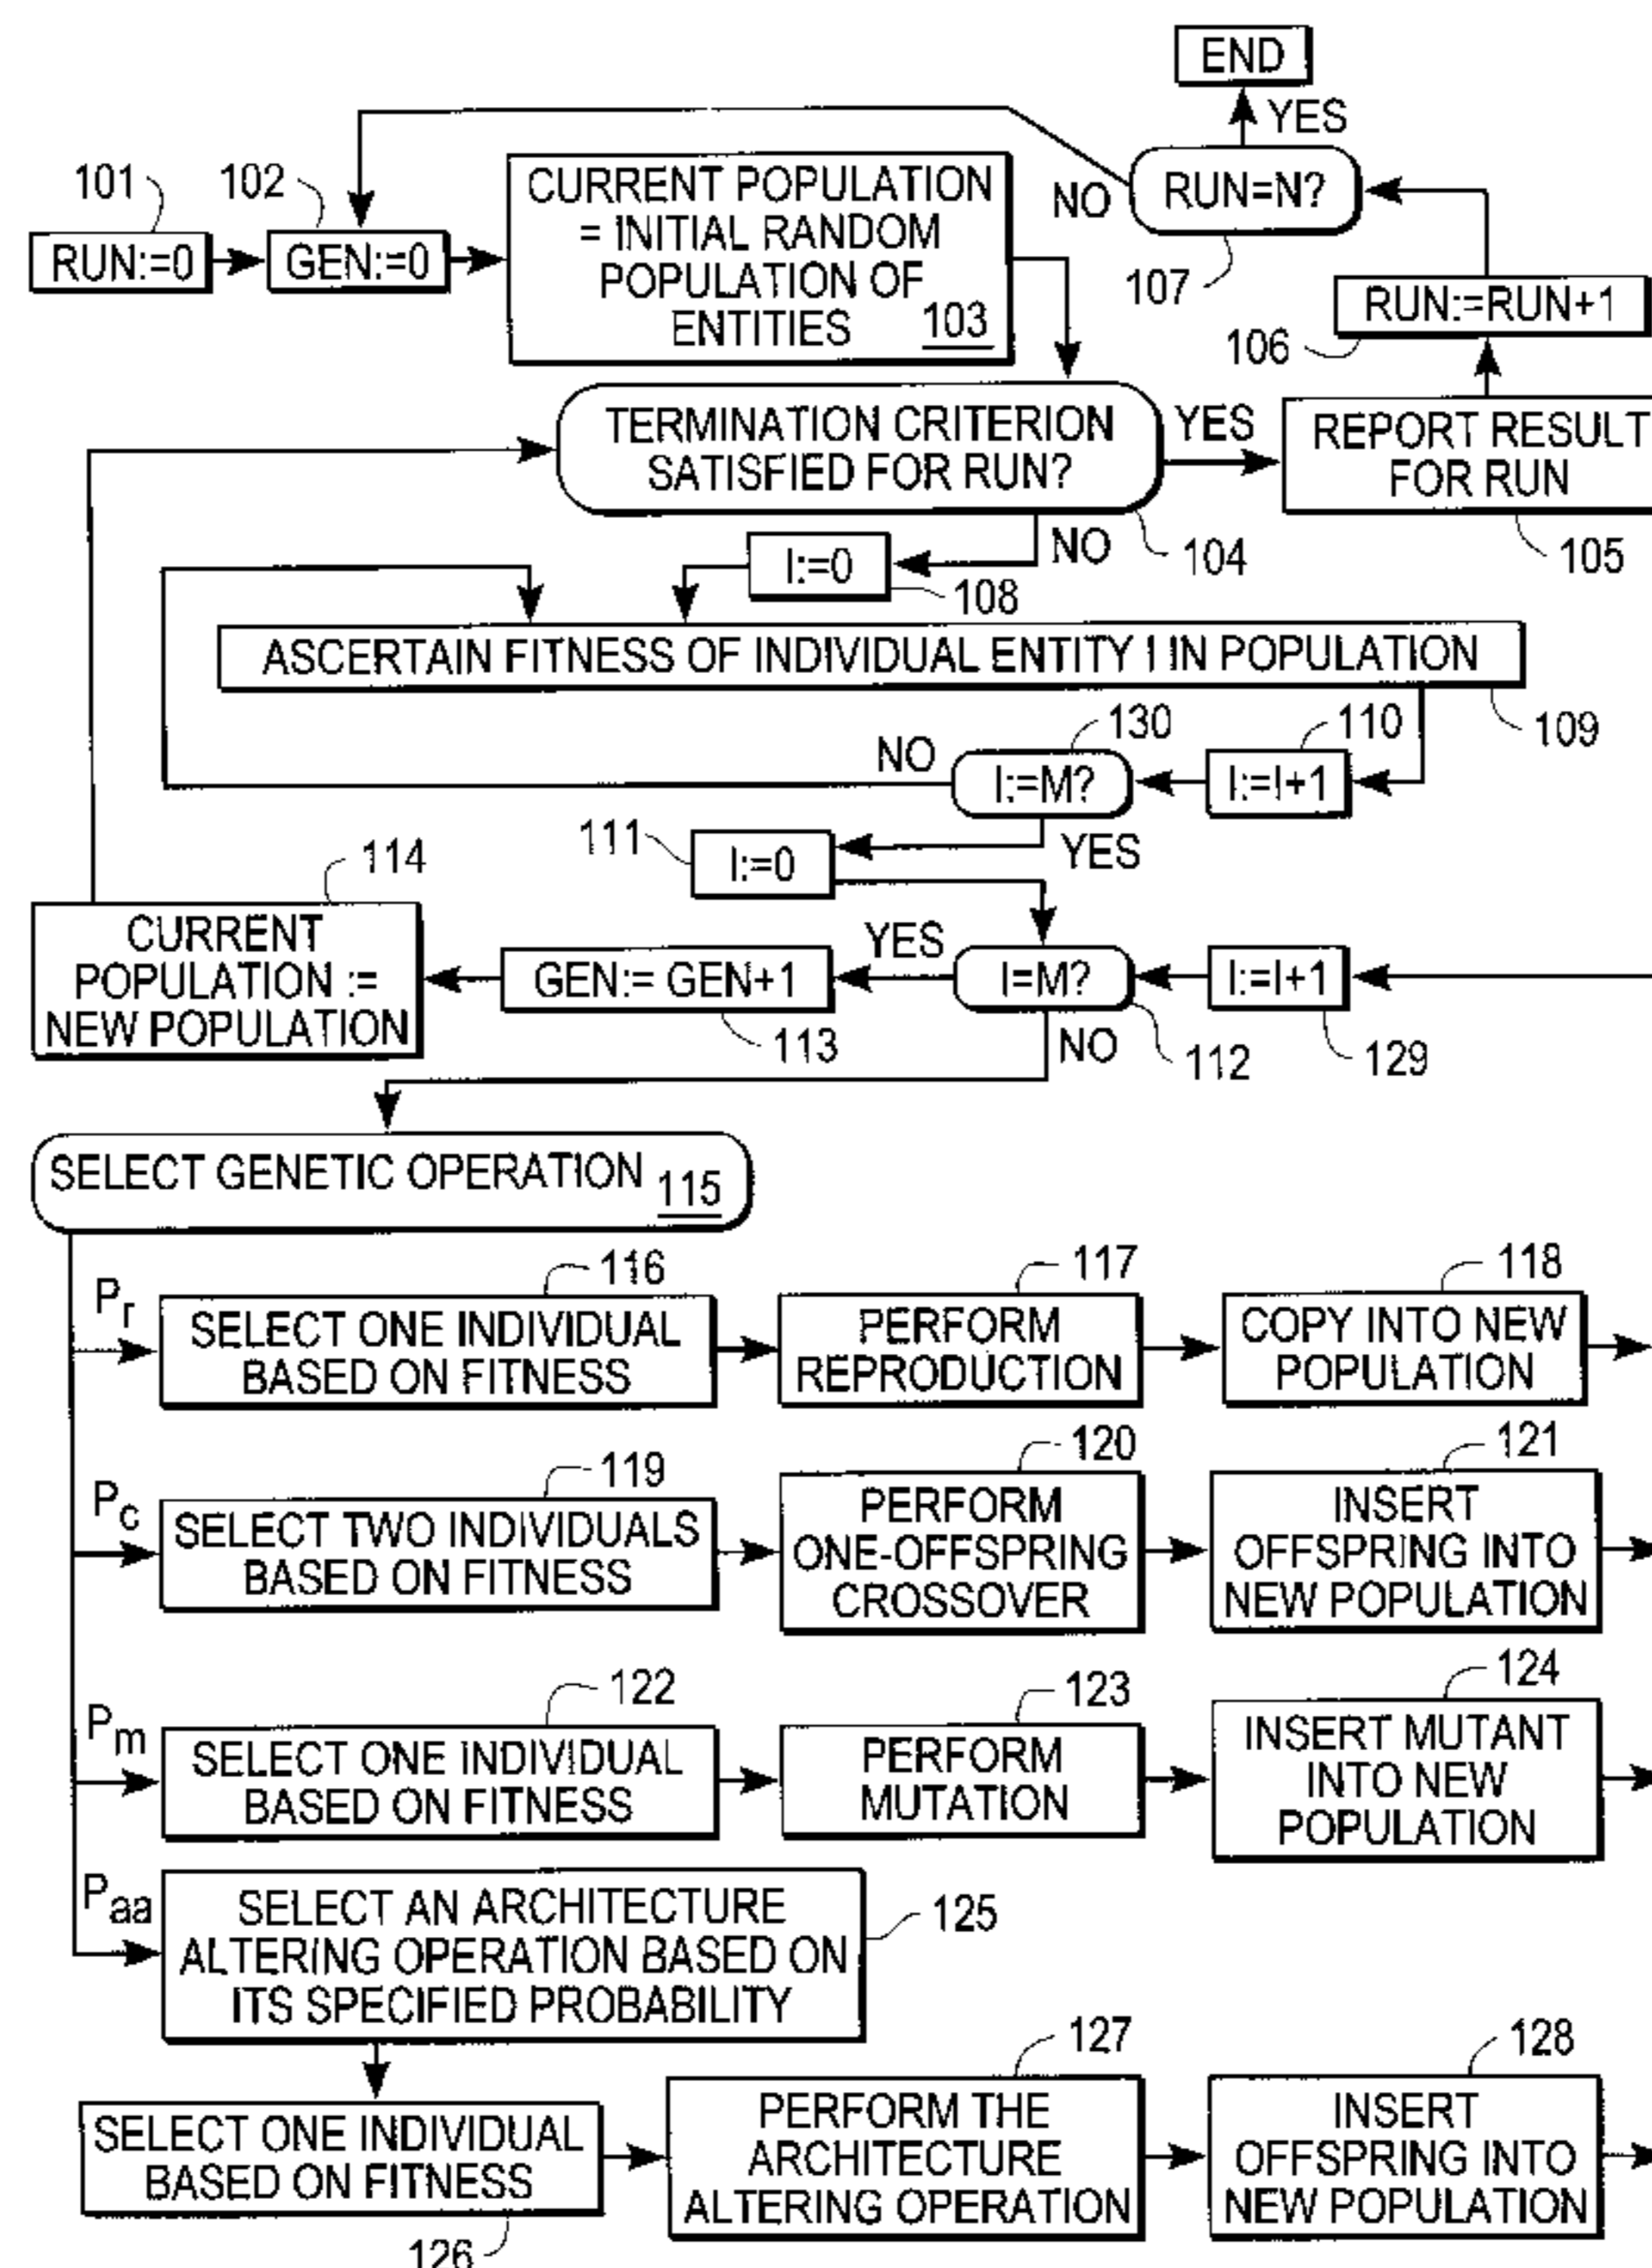 END
YES
101
102
CURRENT POPULATION
= INITIAL RANDOM
POPULATION OF
ENTITIES
103
NO
RUN=N?
RUN:=0
GEN:=0
107
RUN:=RUN+1
106
TERMINATION CRITERION
SATISFIED FOR RUN?
YES
REPORT RESULT
FOR RUN
NO
104
105
I:=0
108
ASCERTAIN FITNESS OF INDIVIDUAL ENTITY I IN POPULATION
109
130
110
NO
I:=M?
I:=I+1
111
I:=0
YES
114
CURRENT
POPULATION :=
NEW POPULATION
YES
GEN:= GEN+1
I=M?
I:=I+1
113
NO
112
129
SELECT GENETIC OPERATION
115
116
117
118
Pr
SELECT ONE INDIVIDUAL
BASED ON FITNESS
PERFORM
REPRODUCTION
COPY INTO NEW
POPULATION
119
120
121
Pc
SELECT TWO INDIVIDUALS
BASED ON FITNESS
PERFORM
ONE-OFFSPRING
CROSSOVER
INSERT
OFFSPRING INTO
NEW POPULATION
122
123
124
Pm
SELECT ONE INDIVIDUAL
BASED ON FITNESS
PERFORM
MUTATION
INSERT MUTANT
INTO NEW
POPULATION
Paa
SELECT AN ARCHITECTURE
ALTERING OPERATION BASED ON
ITS SPECIFIED PROBABILITY
125
127
128
SELECT ONE INDIVIDUAL
BASED ON FITNESS
PERFORM THE
ARCHITECTURE
ALTERING OPERATION
INSERT
OFFSPRING INTO
NEW POPULATION
126